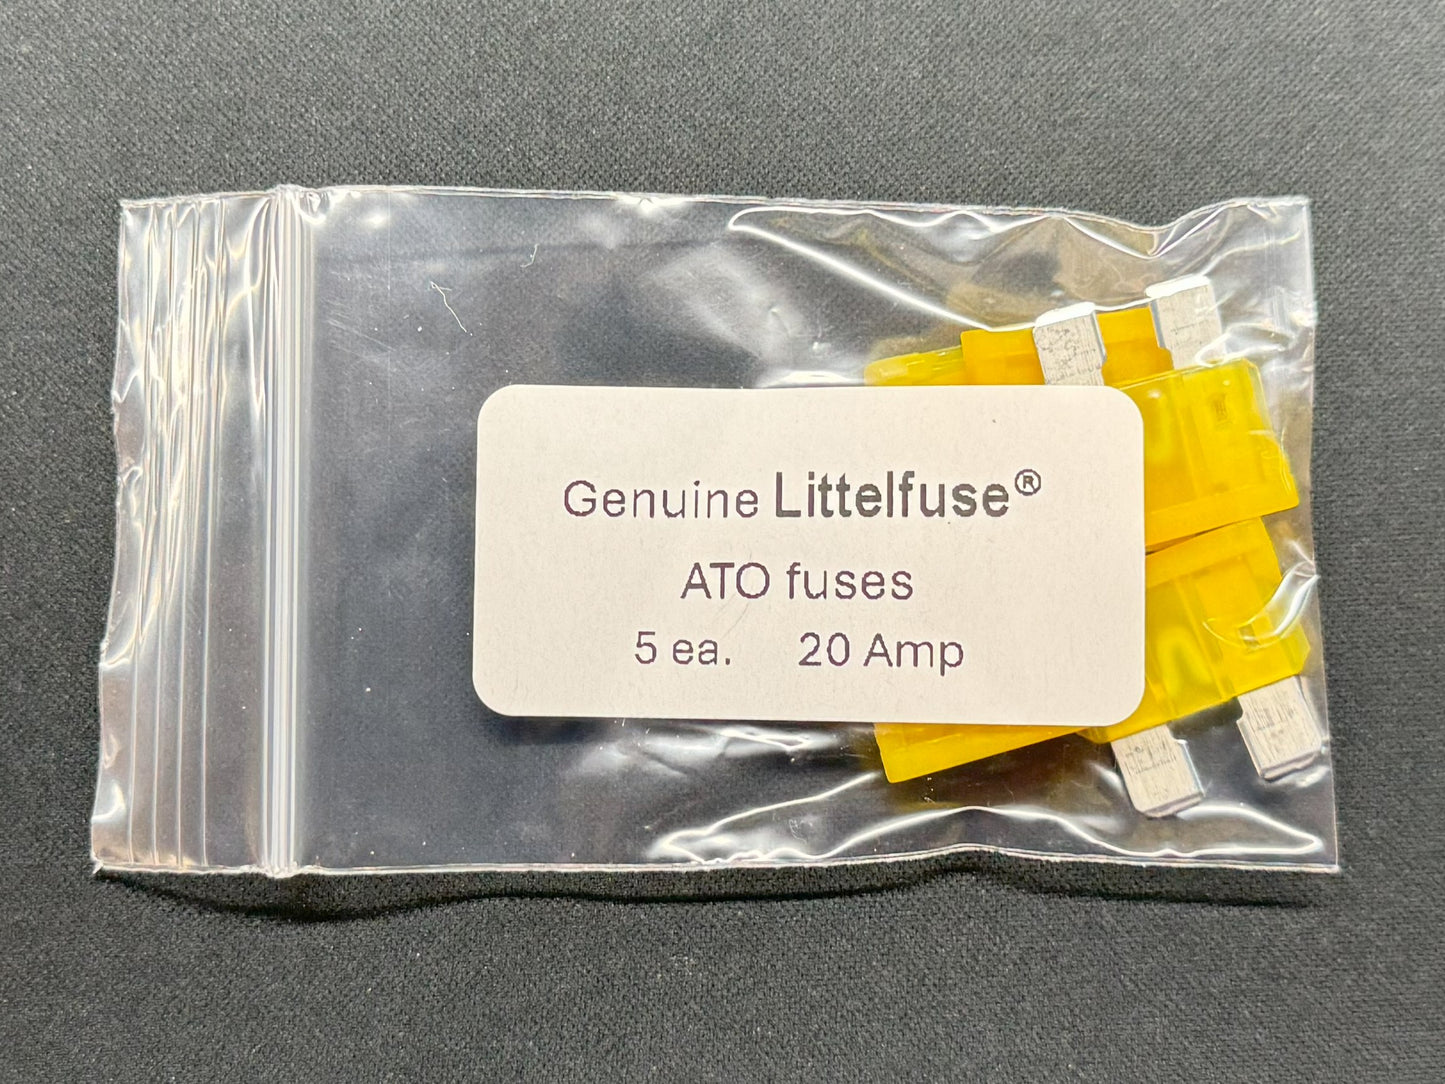 Genuine Littelfuse®
ATO fuses
5 ea. 20 Amp